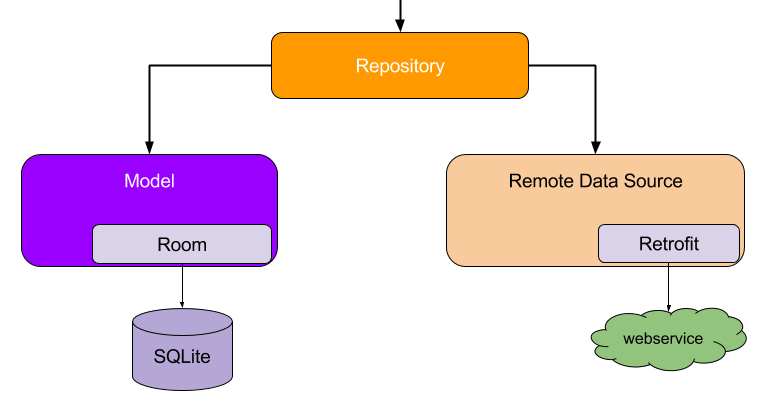 Repository
Model
Remote Data Source
Room
Retrofit
SQLite
webservice